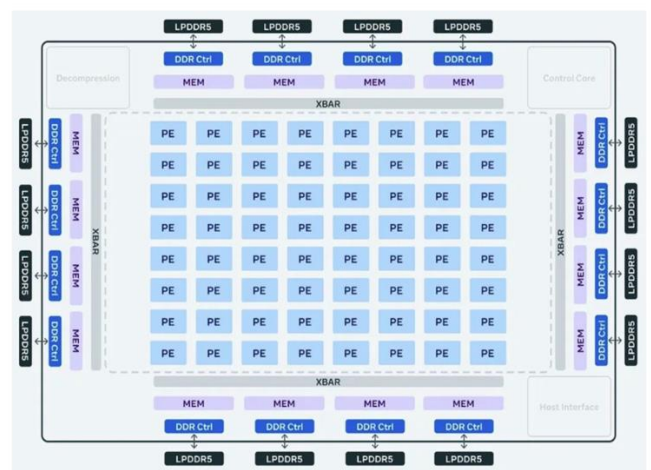 LPDDR5 LPDDR5 LPDDR5 LPDDR5
DDR Ctrl DDR Ctrl DDR Ctrl DDR Ctrl
Decompression
MEM MEM MEM MEM
Control Core
XBAR
LPDDR5 DDR Ctrl MEM
LPDDR5 DDR Ctrl MEM
LPDDR5 DDR Ctrl MEM
LPDDR5 DDR Ctrl MEM
XBAR
PE PE PE PE PE PE PE PE
PE PE PE PE PE PE PE PE
PE PE PE PE PE PE PE PE
PE PE PE PE PE PE PE PE
PE PE PE PE PE PE PE PE
PE PE PE PE PE PE PE PE
PE PE PE PE PE PE PE PE
PE PE PE PE PE PE PE PE
XBAR
MEM DDR Ctrl LPDDR5
MEM DDR Ctrl LPDDR5
MEM DDR Ctrl LPDDR5
MEM DDR Ctrl LPDDR5
XBAR
MEM MEM MEM MEM
Host Interface
DDR Ctrl DDR Ctrl DDR Ctrl DDR Ctrl
LPDDR5 LPDDR5 LPDDR5 LPDDR5